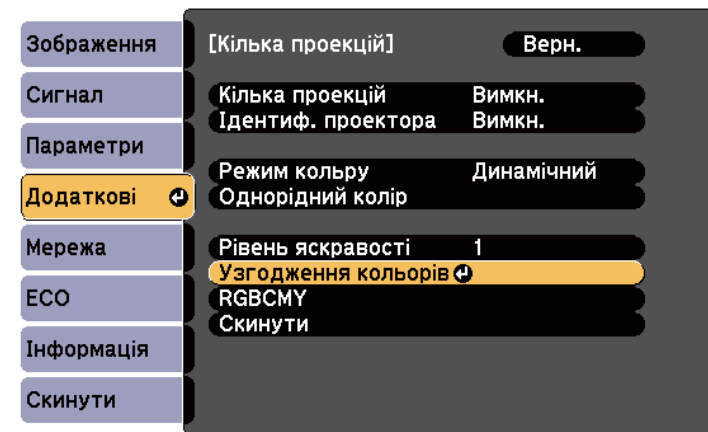 Зображення
Сигнал
Параметри
Додаткові
Мережа
ECO
Інформація
Скинути
[Кілька проекцій] Верн.
Кілька проекцій Вимкн.
Ідентиф. проектора Вимкн.
Режим кольру Динамічний
Однорідний колір
Рівень яскравості 1
Узгодження кольорів
RGBCMY
Скинути